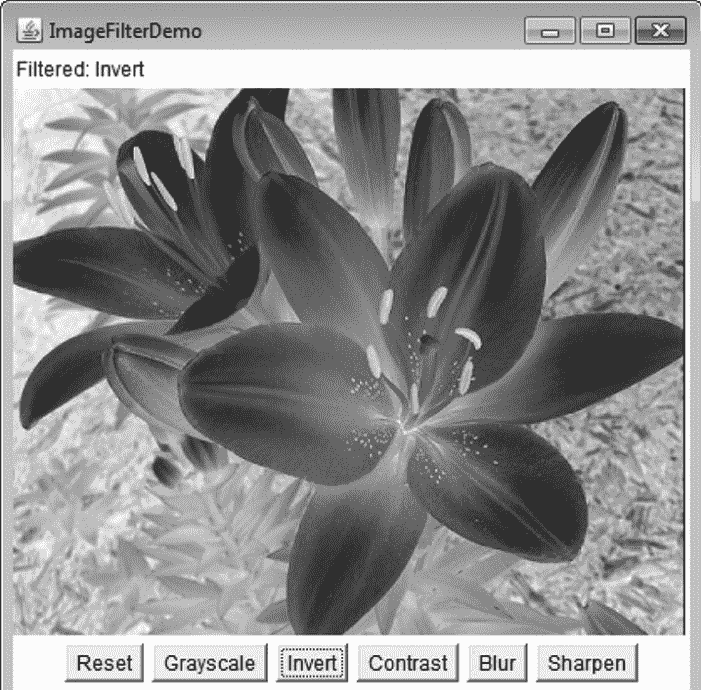 ImageFilterDemo
Filtered: Invert
Reset Grayscale Invert Contrast Blur Sharpen